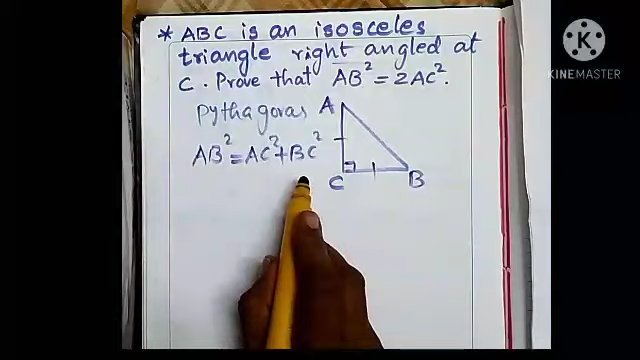 * ABC is an isosceles
triangle right angled at
C. Prove that AB² = 2AC².
Pythagoras
AB² = AC² + BC²
A
C
B
K
KINEMASTER